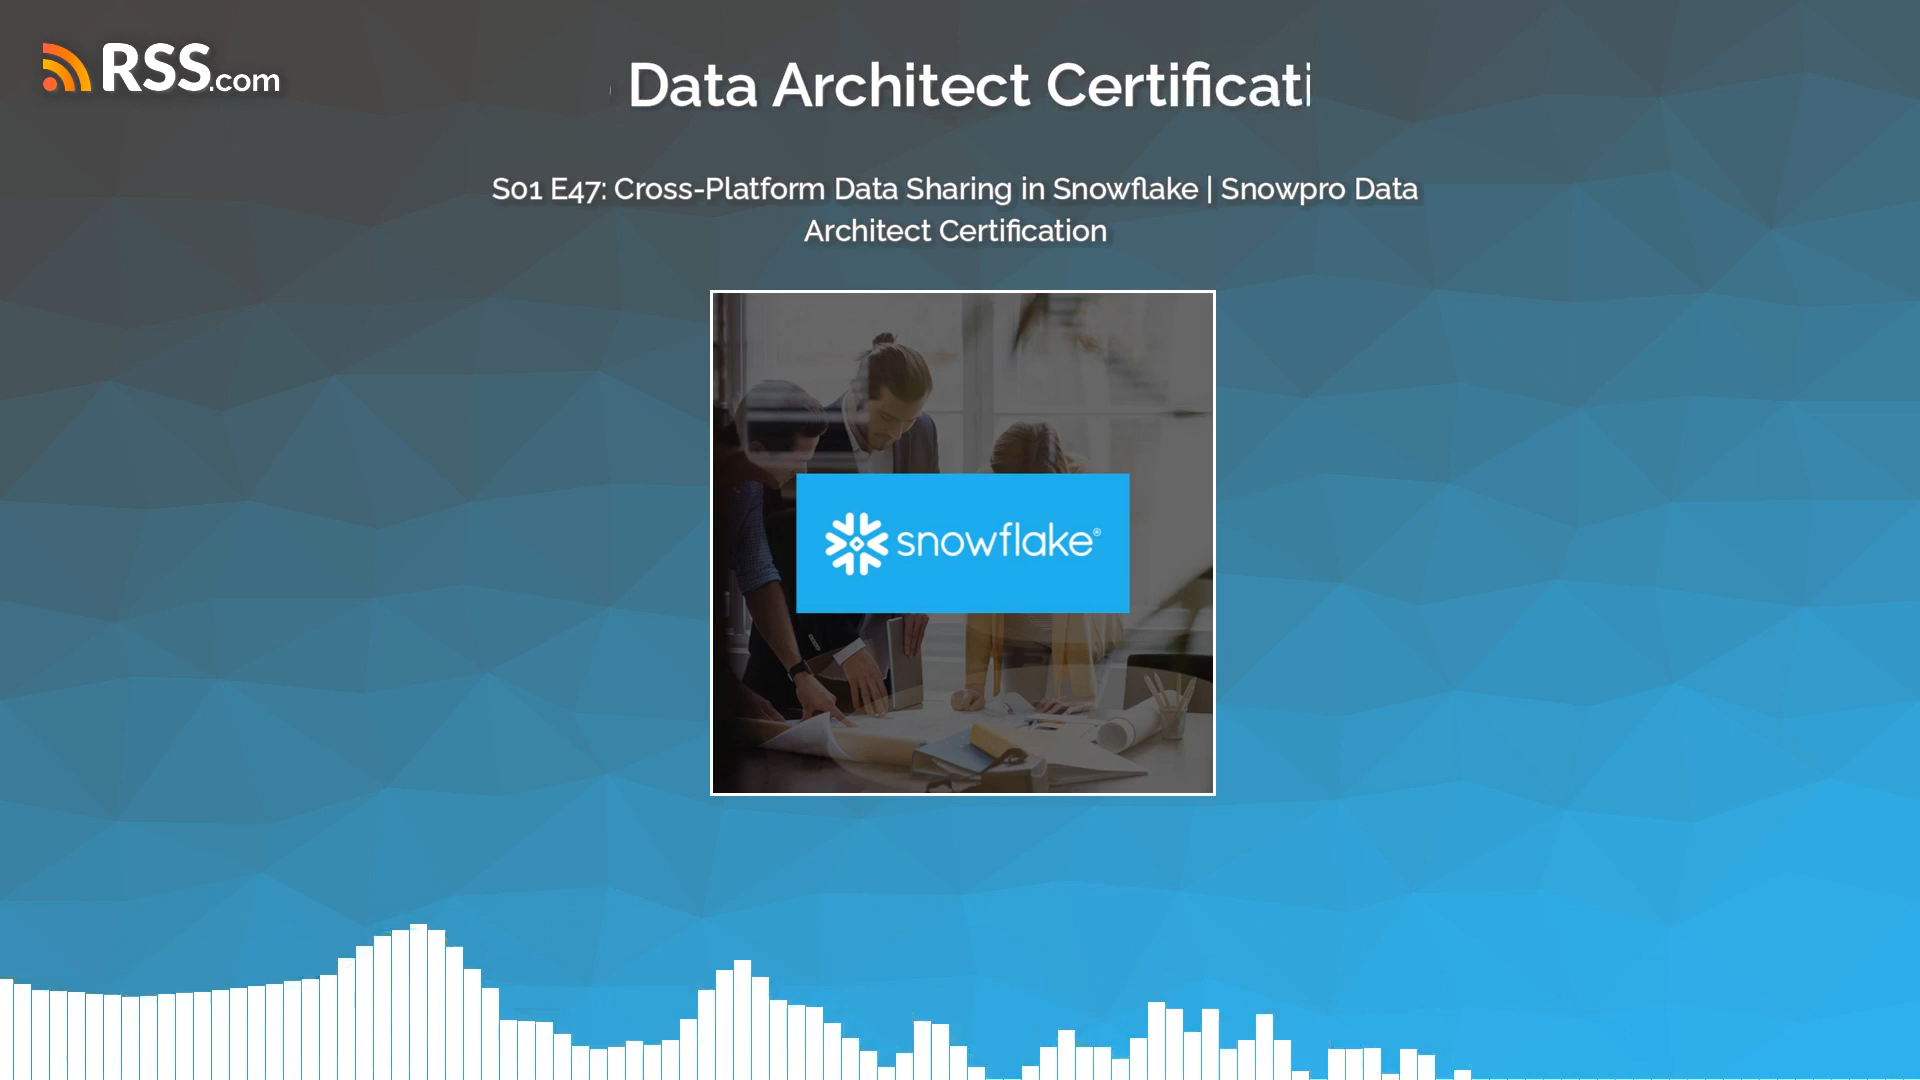 RSS.com
Data Architect Certificati
S01 E47: Cross-Platform Data Sharing in Snowflake | Snowpro Data
Architect Certification
snowflake®